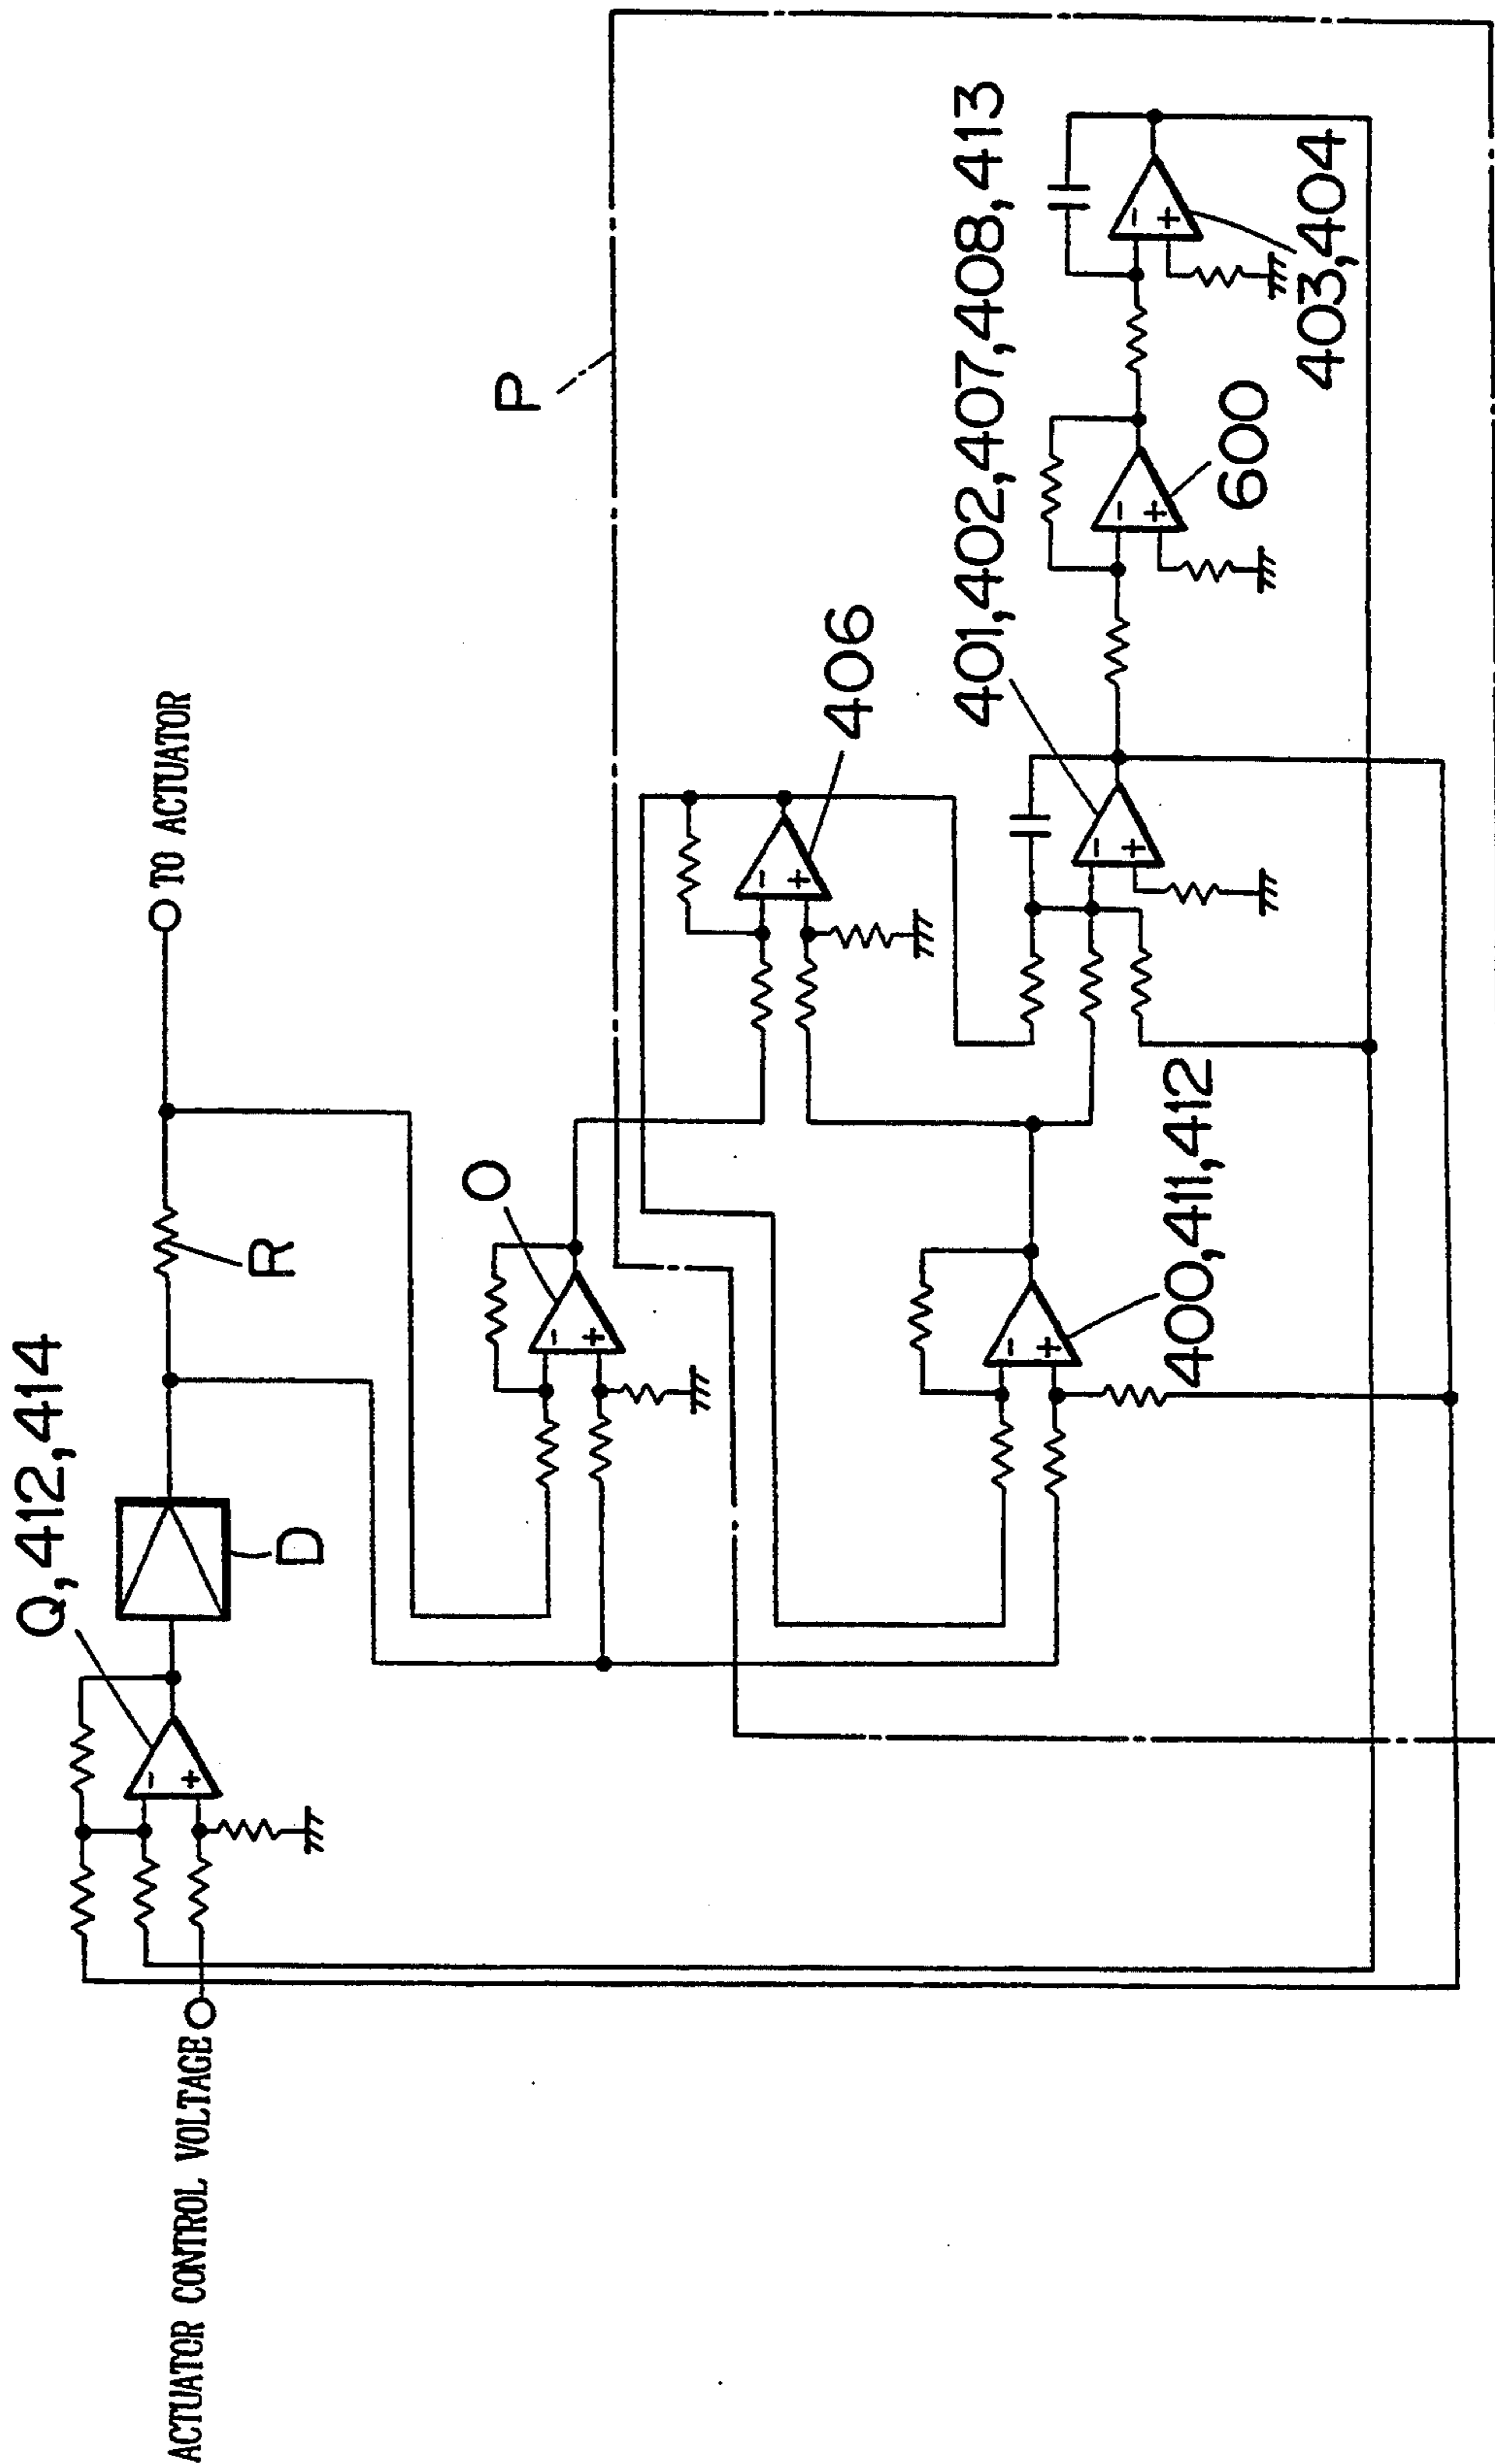 ACTUATOR CONTROL VOLTAGE
Q,412,414
D
R
TO ACTUATOR
O
P
406
400,411,412
401,402,407,408,413
600
403,404